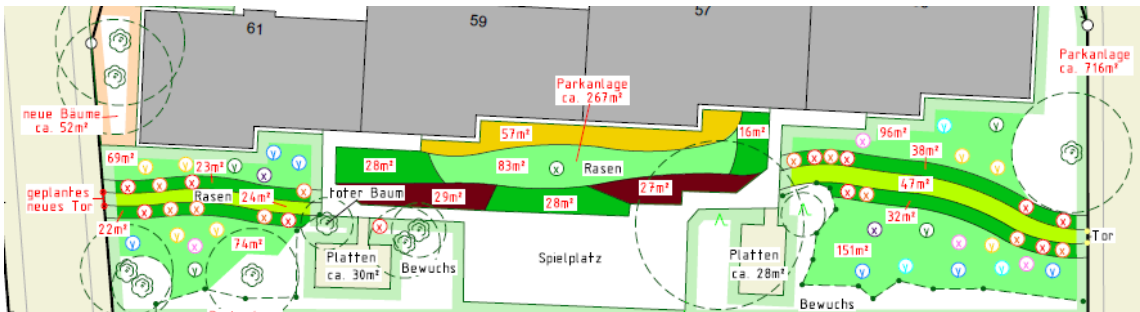 61
59
57
Parkanlage
ca. 267m²
Parkanlage
ca. 716m²
neue Bäume
ca. 52m²
57m²
16m²
96m²
38m²
69m²
23m²
28m²
83m²
x
Rasen
47m²
geplantes
neues Tor
Rasen
24m²
29m²
28m²
27m²
32m²
22m²
74m²
roter Baum
Tor
151m²
Platten
ca. 30m²
Bewuchs
Spielplatz
Platten
ca. 28m²
Bewuchs